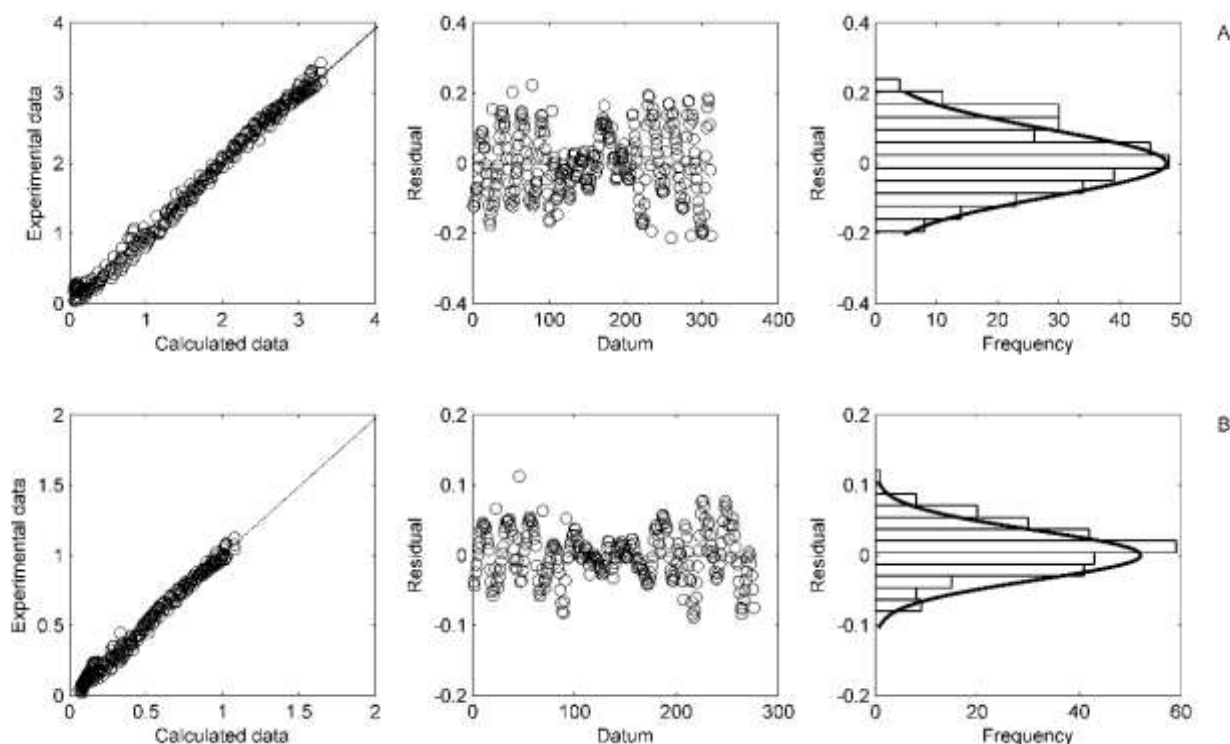 A
4
3
2
1
0
Experimental data
0 1 2 3 4
Calculated data
0.4
0.2
0
-0.2
-0.4
Residual
0 100 200 300 400
Datum
0.4
0.2
0
-0.2
-0.4
Residual
0 10 20 30 40 50
Frequency
B
2
1.5
1
0.5
0
Experimental data
0 0.5 1 1.5 2
Calculated data
0.2
0.1
0
-0.1
-0.2
Residual
0 100 200 300
Datum
0.2
0.1
0
-0.1
-0.2
Residual
0 20 40 60
Frequency